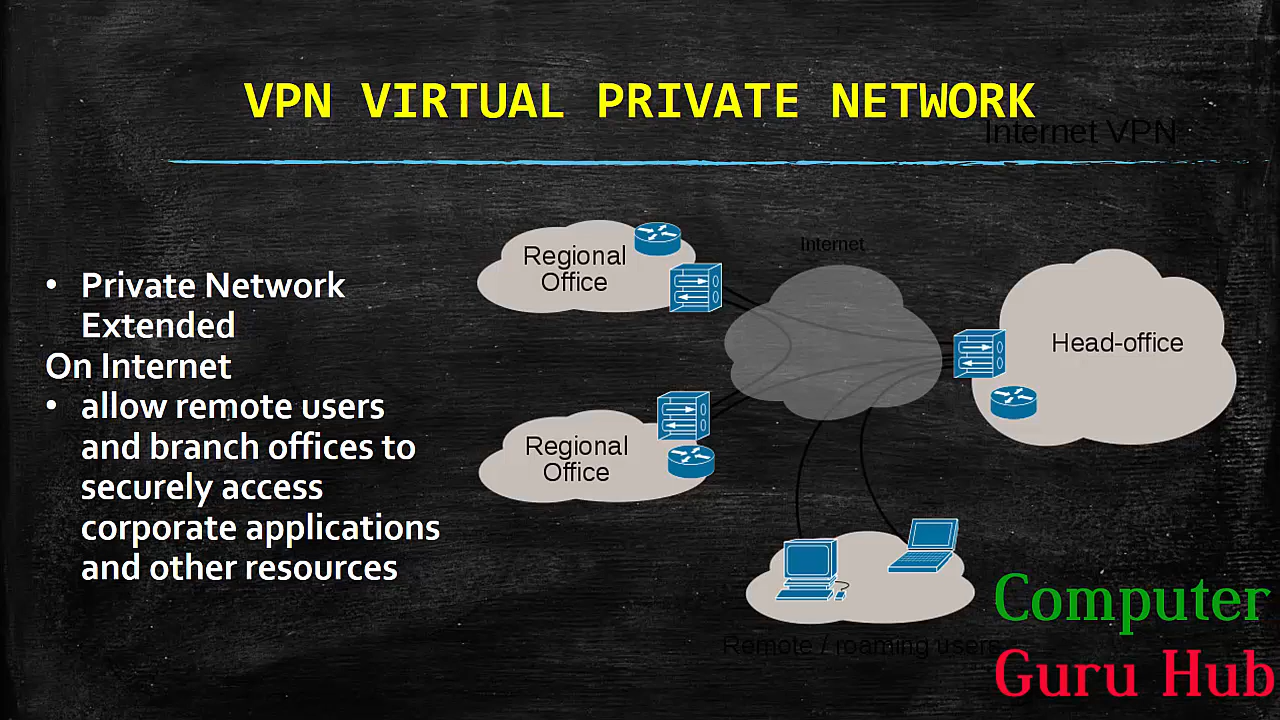 VPN VIRTUAL PRIVATE NETWORK
Internet VPN
• Private Network
Extended
On Internet
• allow remote users
and branch offices to
securely access
corporate applications
and other resources
Regional
Office
Internet
Head-office
Regional
Office
Remote / roaming users
Computer
Guru Hub